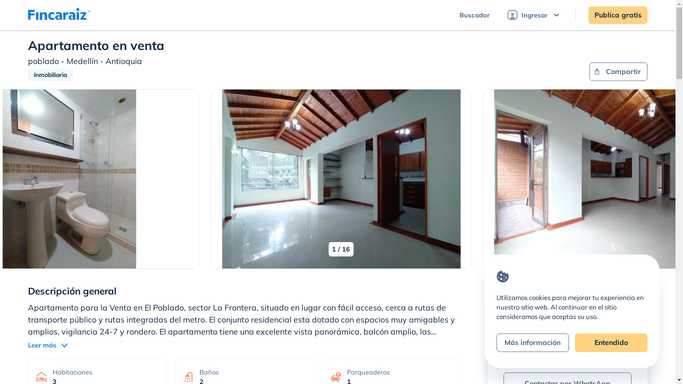 Fincaraiz
Buscador
Ingresar
Publica gratis
Apartamento en venta
poblado - Medellín - Antioquia
Inmobiliaria
Compartir
1 / 16
Descripción general
Apartamento para la Venta en El Poblado, sector La Frontera, situado en lugar con fácil acceso, cerca a rutas de
transporte público y rutas integradas del metro. El conjunto residencial esta dotado con espacios muy amigables y
amplios, vigilancia 24-7 y rondero. El apartamento tiene una excelente vista panorámica, balcón amplio, las...
Leer más
Habitaciones
3
Baños
2
Parqueaderos
1
Utilizamos cookies para mejorar tu experiencia en
nuestro sitio web. Al continuar en el sitio
consideramos que aceptas su uso.
Más información
Entendido
Contactar por WhatsApp